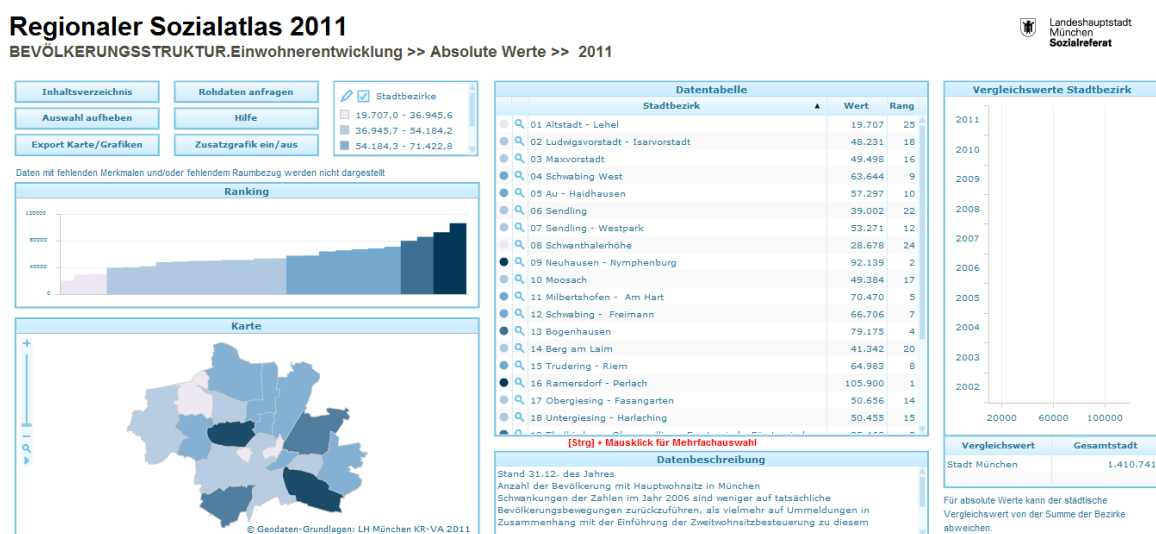 Regionaler Sozialatlas 2011
BEVÖLKERUNGSSTRUKTUR.Einwohnerentwicklung >> Absolute Werte >> 2011
Landeshauptstadt
München
Sozialreferat
Inhaltsverzeichnis
Rohdaten anfragen
Auswahl aufheben
Hilfe
Export Karte/Grafiken
Zusatzgrafik ein/aus
Stadtbezirke
19.707,0 - 36.945,6
36.945,7 - 54.184,2
54.184,3 - 71.422,8
Daten mit fehlenden Merkmalen und/oder fehlendem Raumbezug werden nicht dargestellt
Ranking
120000
80000
40000
0
Karte
© Geodaten-Grundlagen: LH München KR-VA 2011
Datentabelle
Stadtbezirk Wert Rang
01 Altstadt - Lehel 19.707 25
02 Ludwigsvorstadt - Isarvorstadt 48.231 18
03 Maxvorstadt 49.498 16
04 Schwabing West 63.644 9
05 Au - Haidhausen 57.297 10
06 Sendling 39.002 22
07 Sendling - Westpark 53.271 12
08 Schwanthalerhöhe 28.678 24
09 Neuhausen - Nymphenburg 92.139 2
10 Moosach 49.384 17
11 Milbertshofen - Am Hart 70.470 5
12 Schwabing - Freimann 66.706 7
13 Bogenhausen 79.175 4
14 Berg am Laim 41.342 20
15 Trudering - Riem 64.983 8
16 Ramersdorf - Perlach 105.900 1
17 Obergiesing - Fasangarten 50.656 14
18 Untergiesing - Harlaching 50.455 15
[Strg] + Mausklick für Mehrfachauswahl
Datenbeschreibung
Stand 31.12. des Jahres
Anzahl der Bevölkerung mit Hauptwohnsitz in München
Schwankungen der Zahlen im Jahr 2006 sind weniger auf tatsächliche
Bevölkerungsbewegungen zurückzuführen, als vielmehr auf Ummeldungen in
Zusammenhang mit der Einführung der Zweitwohnsitzbesteuerung zu diesem
Vergleichswerte Stadtbezirk
2011
2010
2009
2008
2007
2006
2005
2004
2003
2002
20000 60000 100000
Vergleichswert Gesamtstadt
Stadt München 1.410.741
Für absolute Werte kann der städtische
Vergleichswert von der Summe der Bezirke
abweichen.